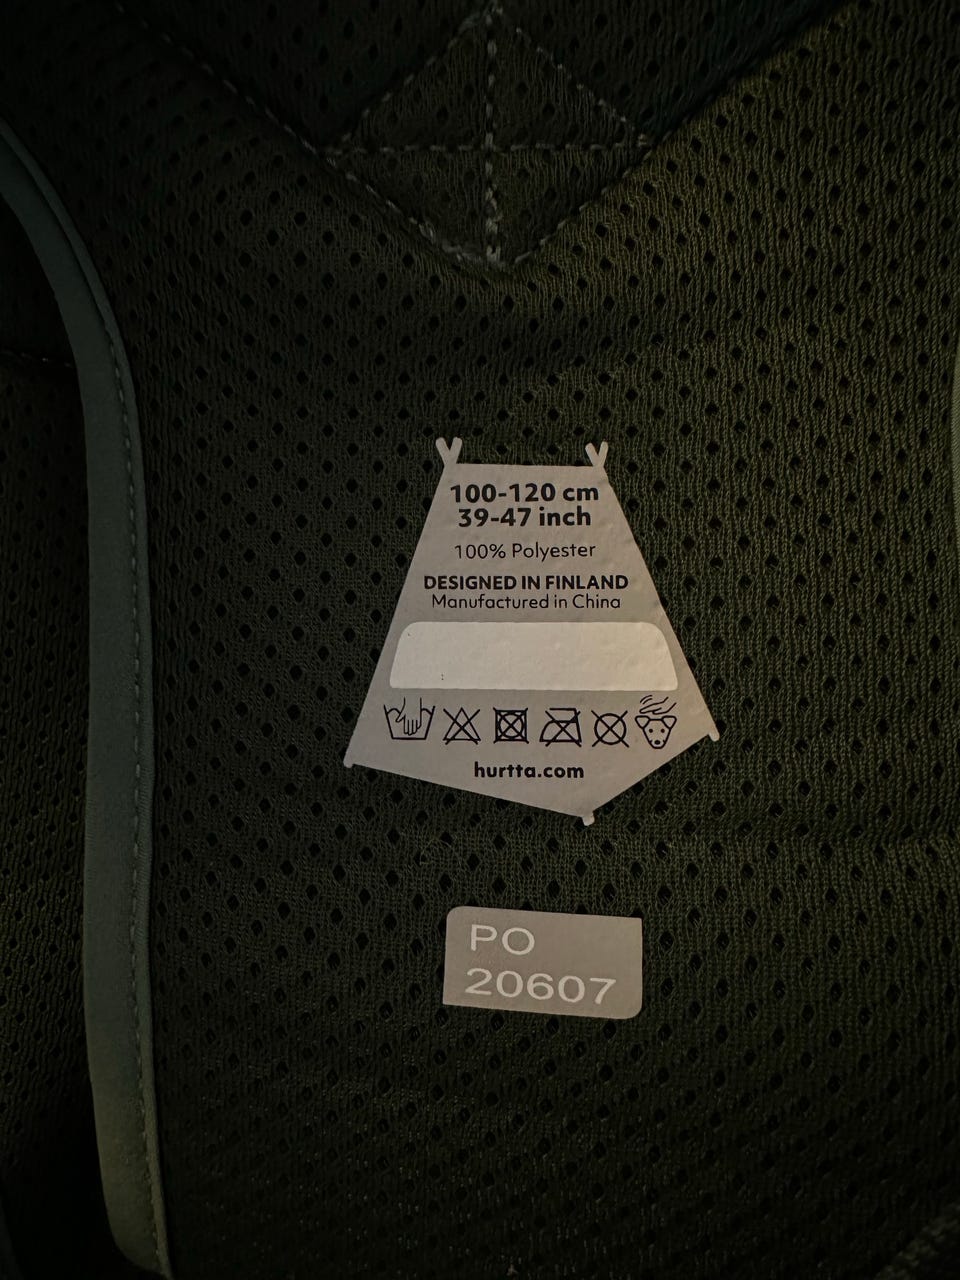 100-120 cm
39-47 inch
100% Polyester
DESIGNED IN FINLAND
Manufactured in China
hurtta.com
PO
20607